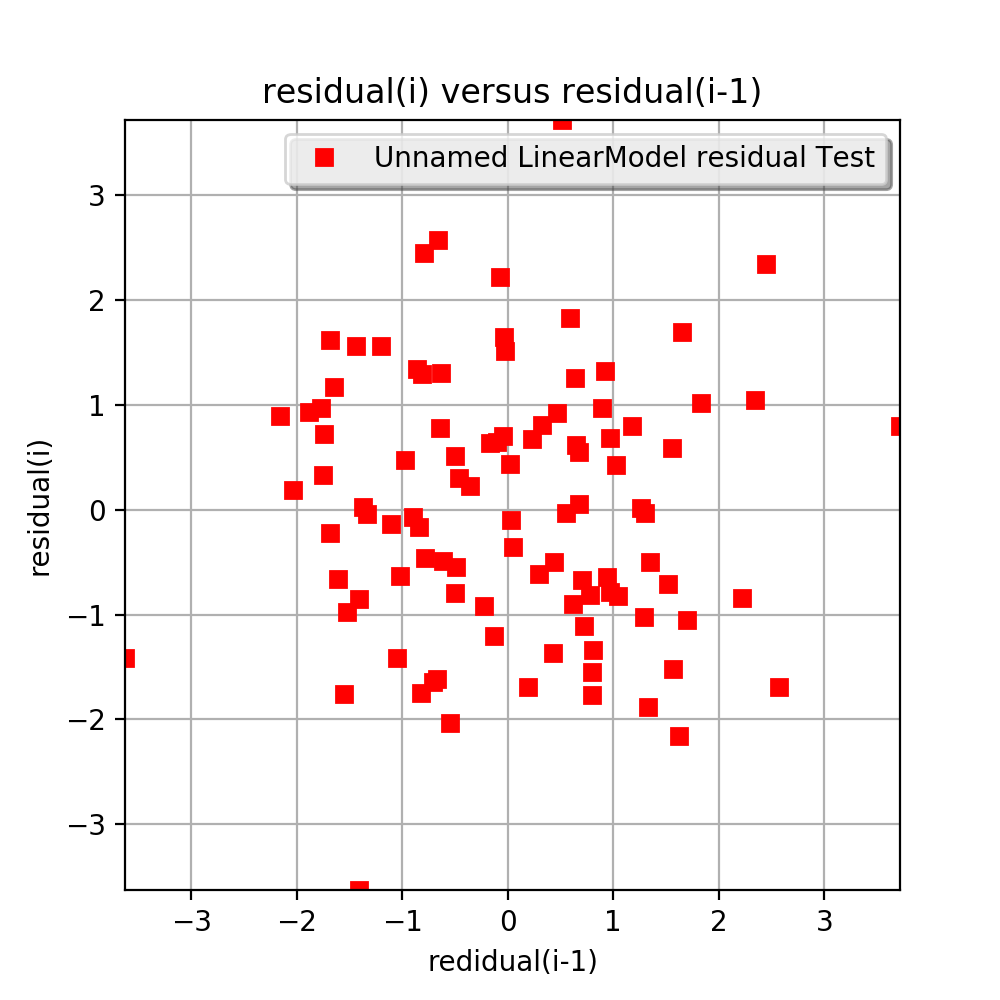 residual(i) versus residual(i-1)
Unnamed LinearModel residual Test
3
2
1
0
−1
−2
−3
residual(i)
−3 −2 −1 0 1 2 3
redidual(i-1)